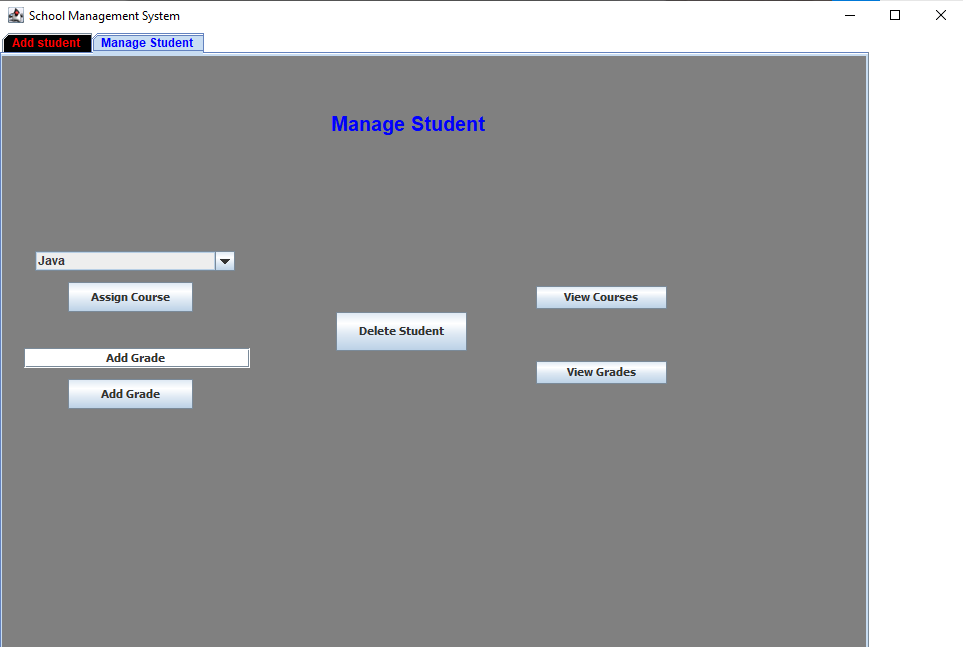 School Management System
Add student
Manage Student
Manage Student
Java
Assign Course
Add Grade
Add Grade
Delete Student
View Courses
View Grades